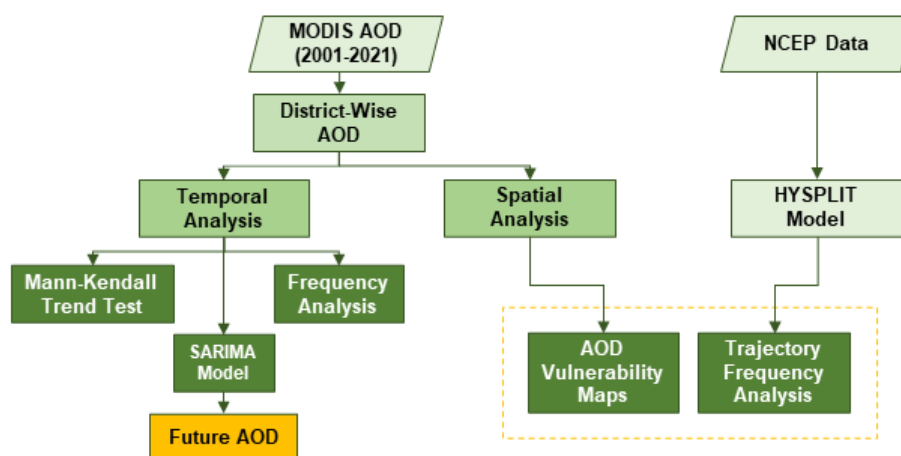 MODIS AOD
(2001-2021)
NCEP Data
District-Wise
AOD
Temporal
Analysis
Spatial
Analysis
HYSPLIT
Model
Mann-Kendall
Trend Test
Frequency
Analysis
SARIMA
Model
AOD
Vulnerability
Maps
Trajectory
Frequency
Analysis
Future AOD